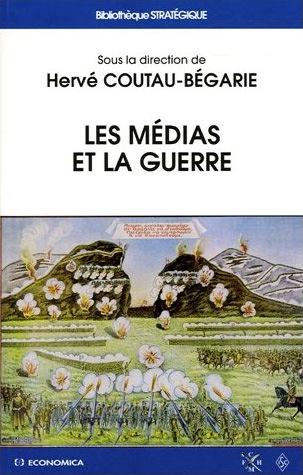 Bibliothèque STRATÉGIQUE
Sous la direction de
Hervé COUTAU-BÉGARIE
LES MÉDIAS
ET LA GUERRE
ECONOMICA